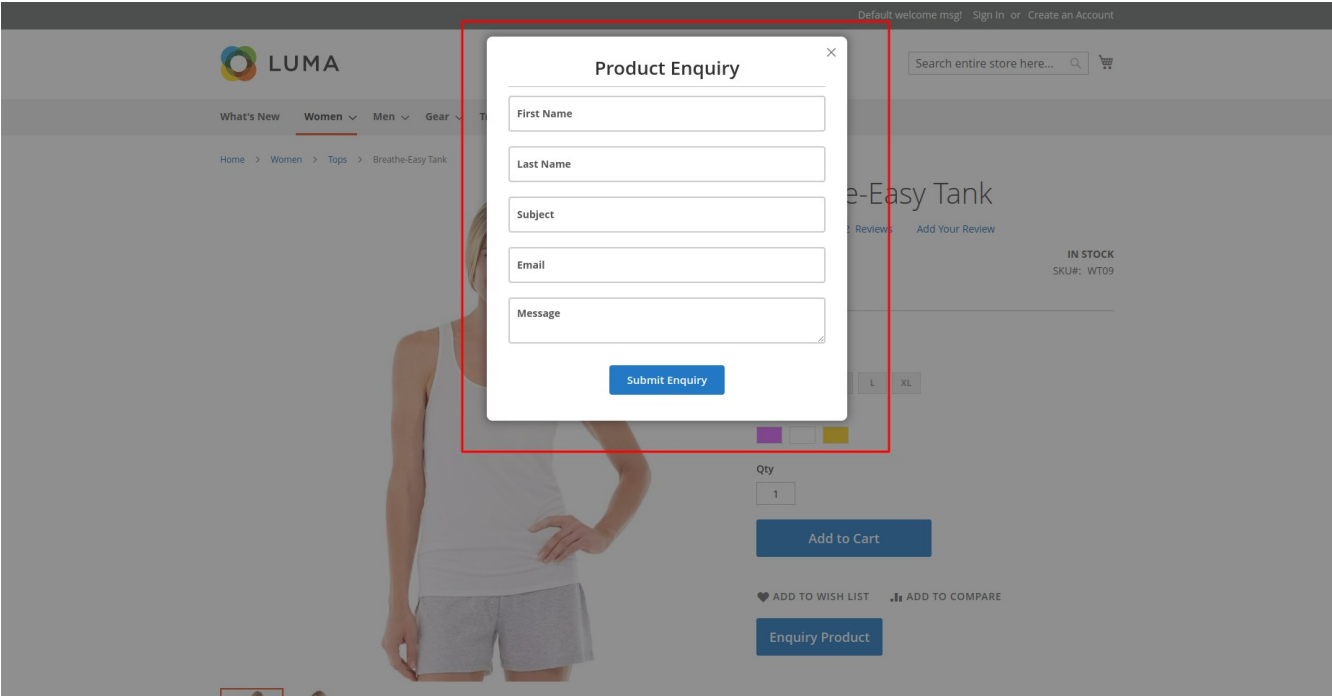 Default welcome msg! Sign In or Create an Account
LUMA
Search entire store here...
What's New Women Men Gear
Home > Women > Tops > Breathe-Easy Tank
Product Enquiry
First Name
Last Name
Subject
Email
Message
Submit Enquiry
e-Easy Tank
2 Reviews Add Your Review
IN STOCK
SKU#: WT09
L XL
Qty
1
Add to Cart
ADD TO WISH LIST ADD TO COMPARE
Enquiry Product